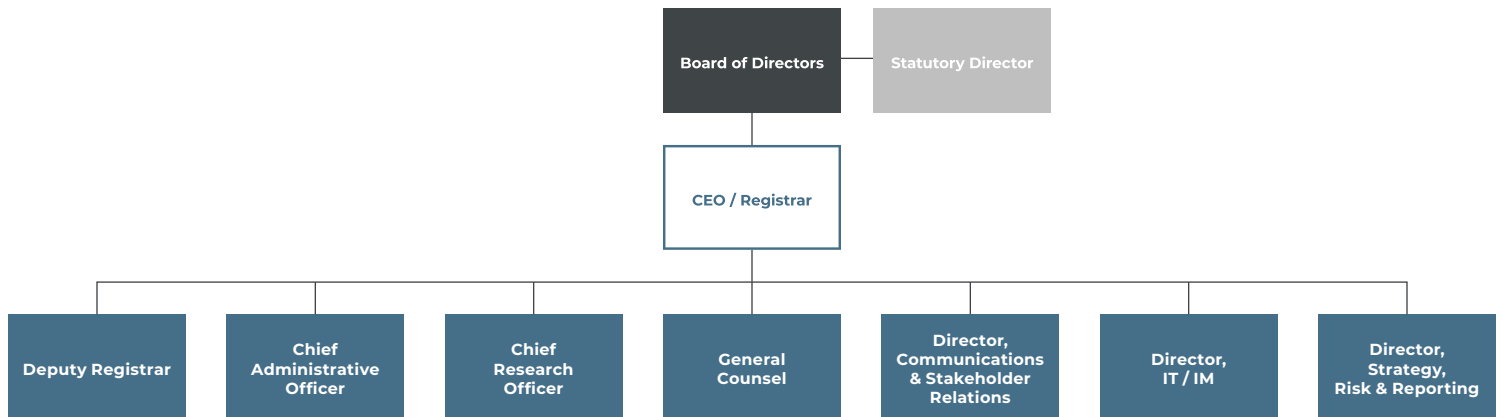 Board of Directors
Statutory Director
CEO / Registrar
Deputy Registrar
Chief
Administrative
Officer
Chief
Research
Officer
General
Counsel
Director,
Communications
& Stakeholder
Relations
Director,
IT / IM
Director,
Strategy,
Risk & Reporting